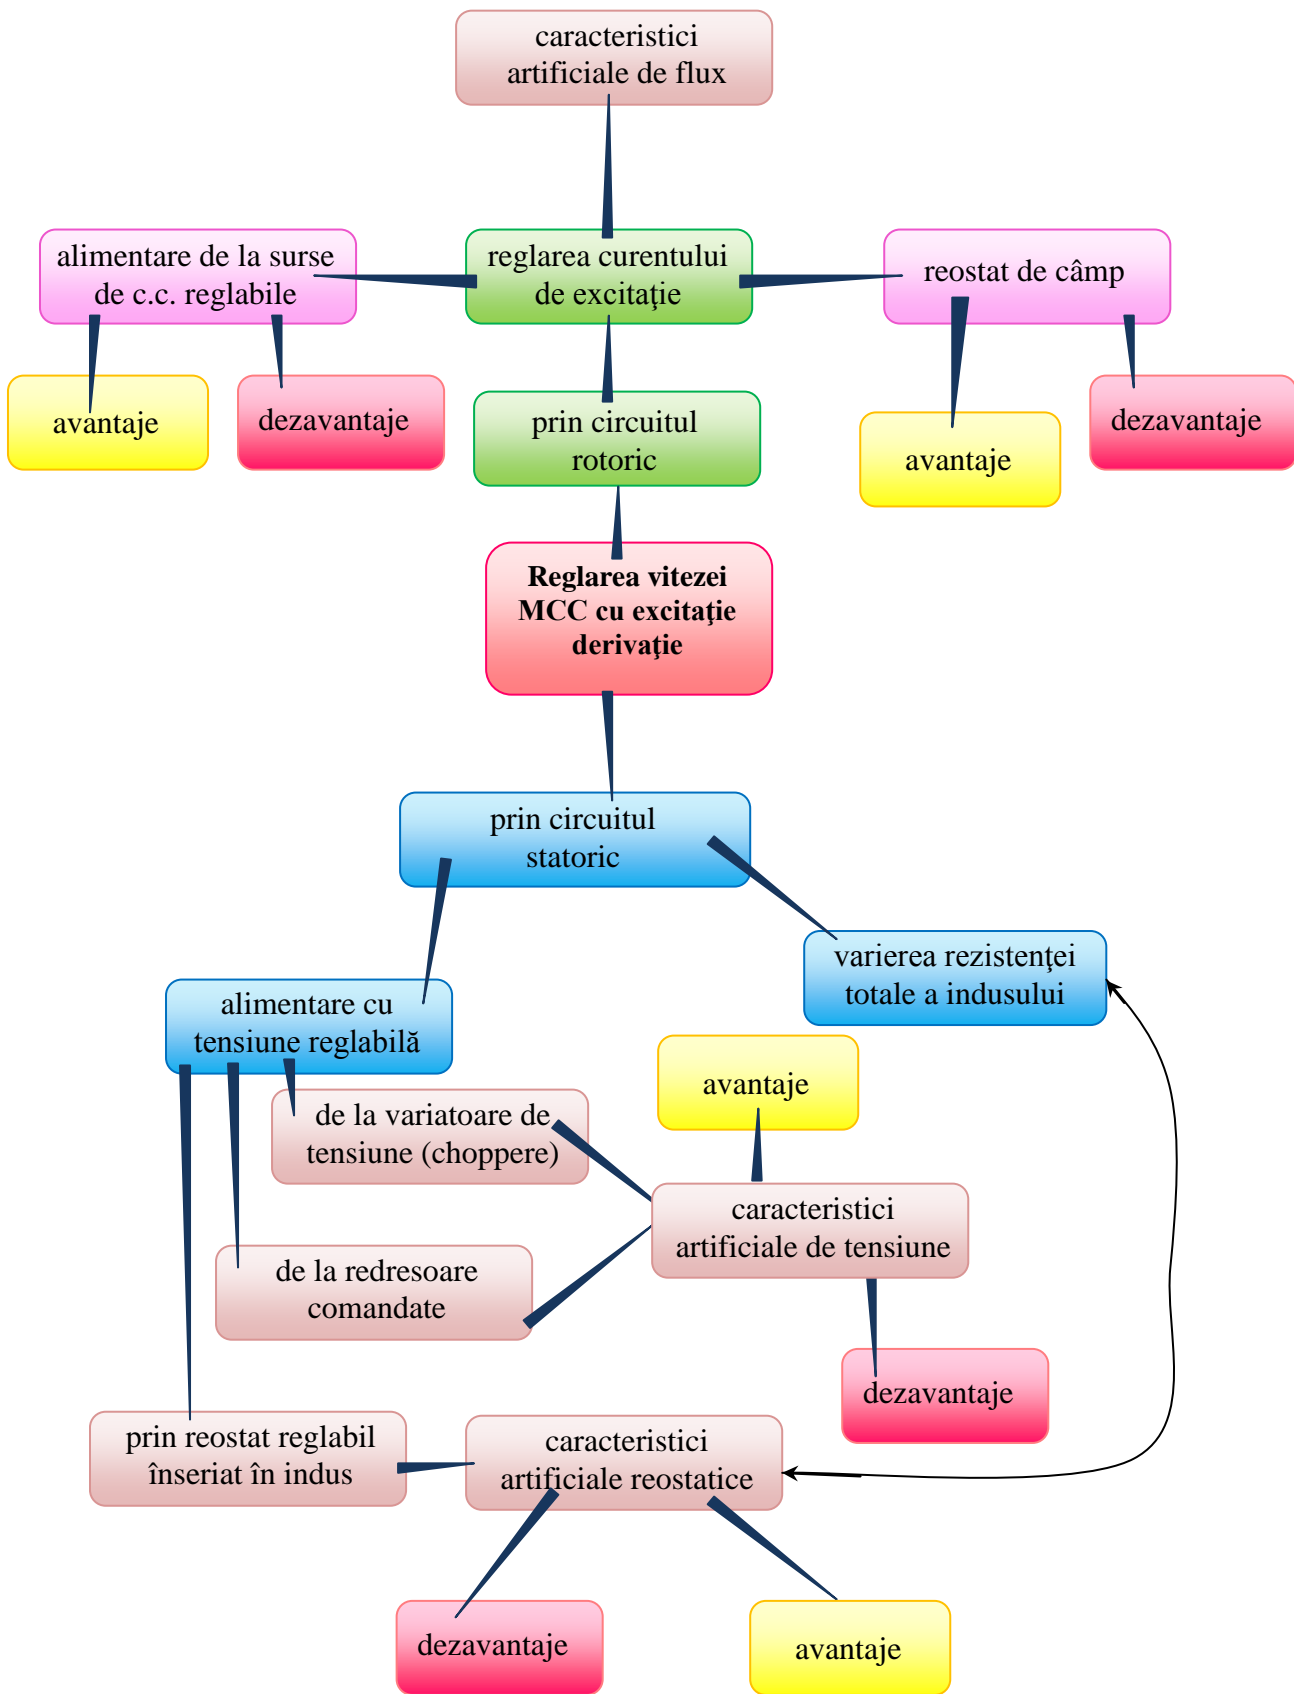 caracteristici
artificiale de flux
alimentare de la surse
de c.c. reglabile
reglarea curentului
de excitaţie
reostat de câmp
avantaje
dezavantaje
prin circuitul
rotoric
avantaje
dezavantaje
Reglarea vitezei
MCC cu excitaţie
derivaţie
prin circuitul
statoric
varierea rezistenţei
totale a indusului
alimentare cu
tensiune reglabilă
avantaje
de la variatoare de
tensiune (choppere)
caracteristici
artificiale de tensiune
de la redresoare
comandate
dezavantaje
prin reostat reglabil
înseriat în indus
caracteristici
artificiale reostatice
dezavantaje
avantaje